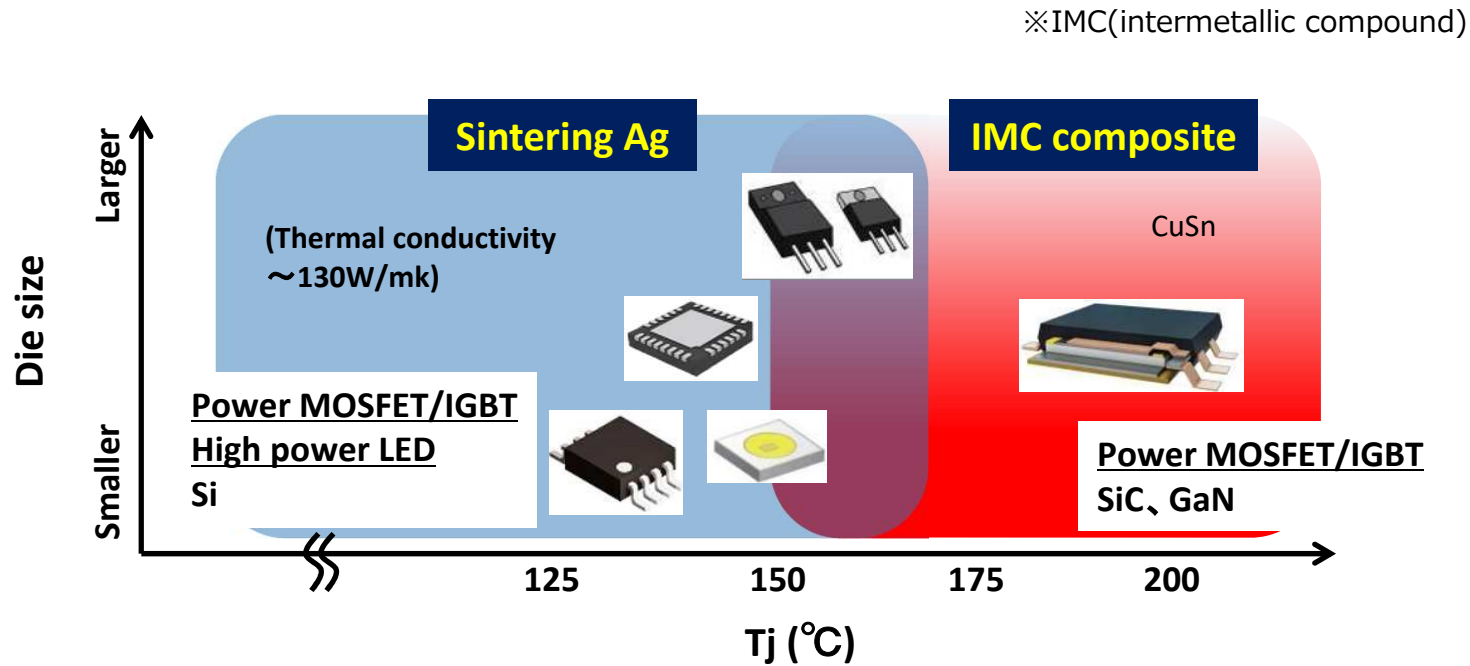 ※IMC(intermetallic compound)
Sintering Ag
IMC composite
Larger
(Thermal conductivity
～130W/mk)
CuSn
Die size
Power MOSFET/IGBT
High power LED
Si
Smaller
Power MOSFET/IGBT
SiC、GaN
125
150
175
200
Tj (℃)